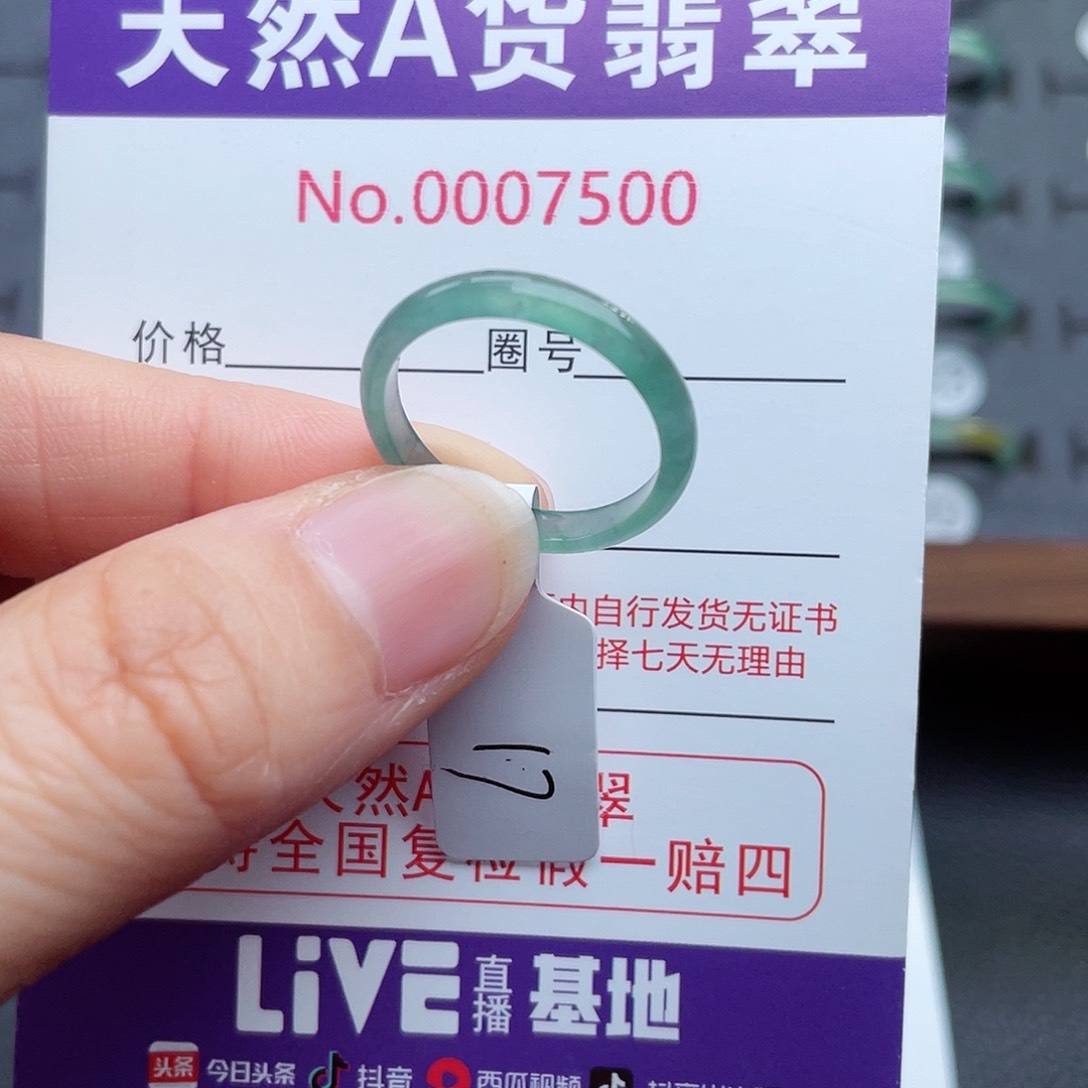 天然A货翡翠
No.0007500
价格 圈号
内自行发货无证书
择七天无理由
然A 翠
全国复检假一赔四
17
LiVE直播基地
头条 今日头条 抖音 西瓜视频